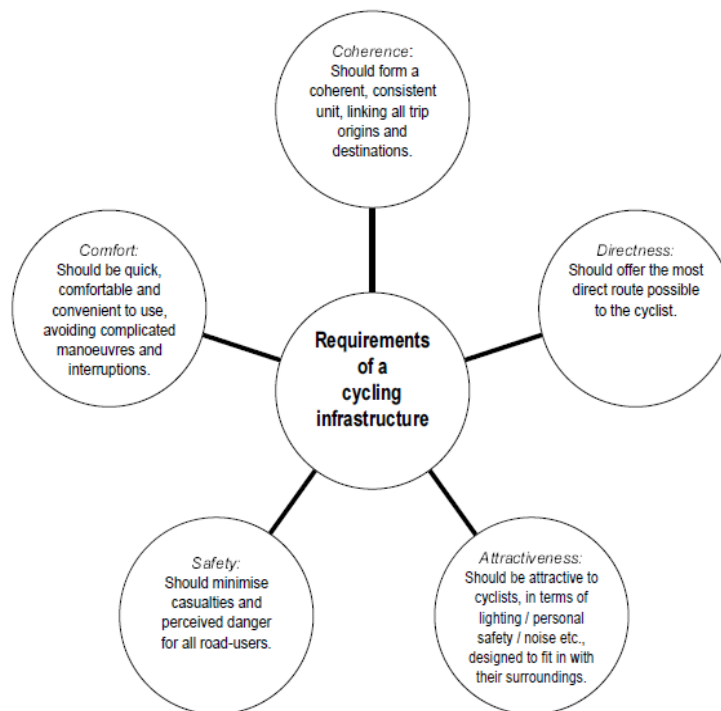 Coherence:
Should form a
coherent, consistent
unit, linking all trip
origins and
destinations.
Comfort:
Should be quick,
comfortable and
convenient to use,
avoiding complicated
manoeuvres and
interruptions.
Directness:
Should offer the most
direct route possible
to the cyclist.
Requirements
of a
cycling
infrastructure
Safety:
Should minimise
casualties and
perceived danger
for all road-users.
Attractiveness:
Should be attractive to
cyclists, in terms of
lighting / personal
safety / noise etc.,
designed to fit in with
their surroundings.